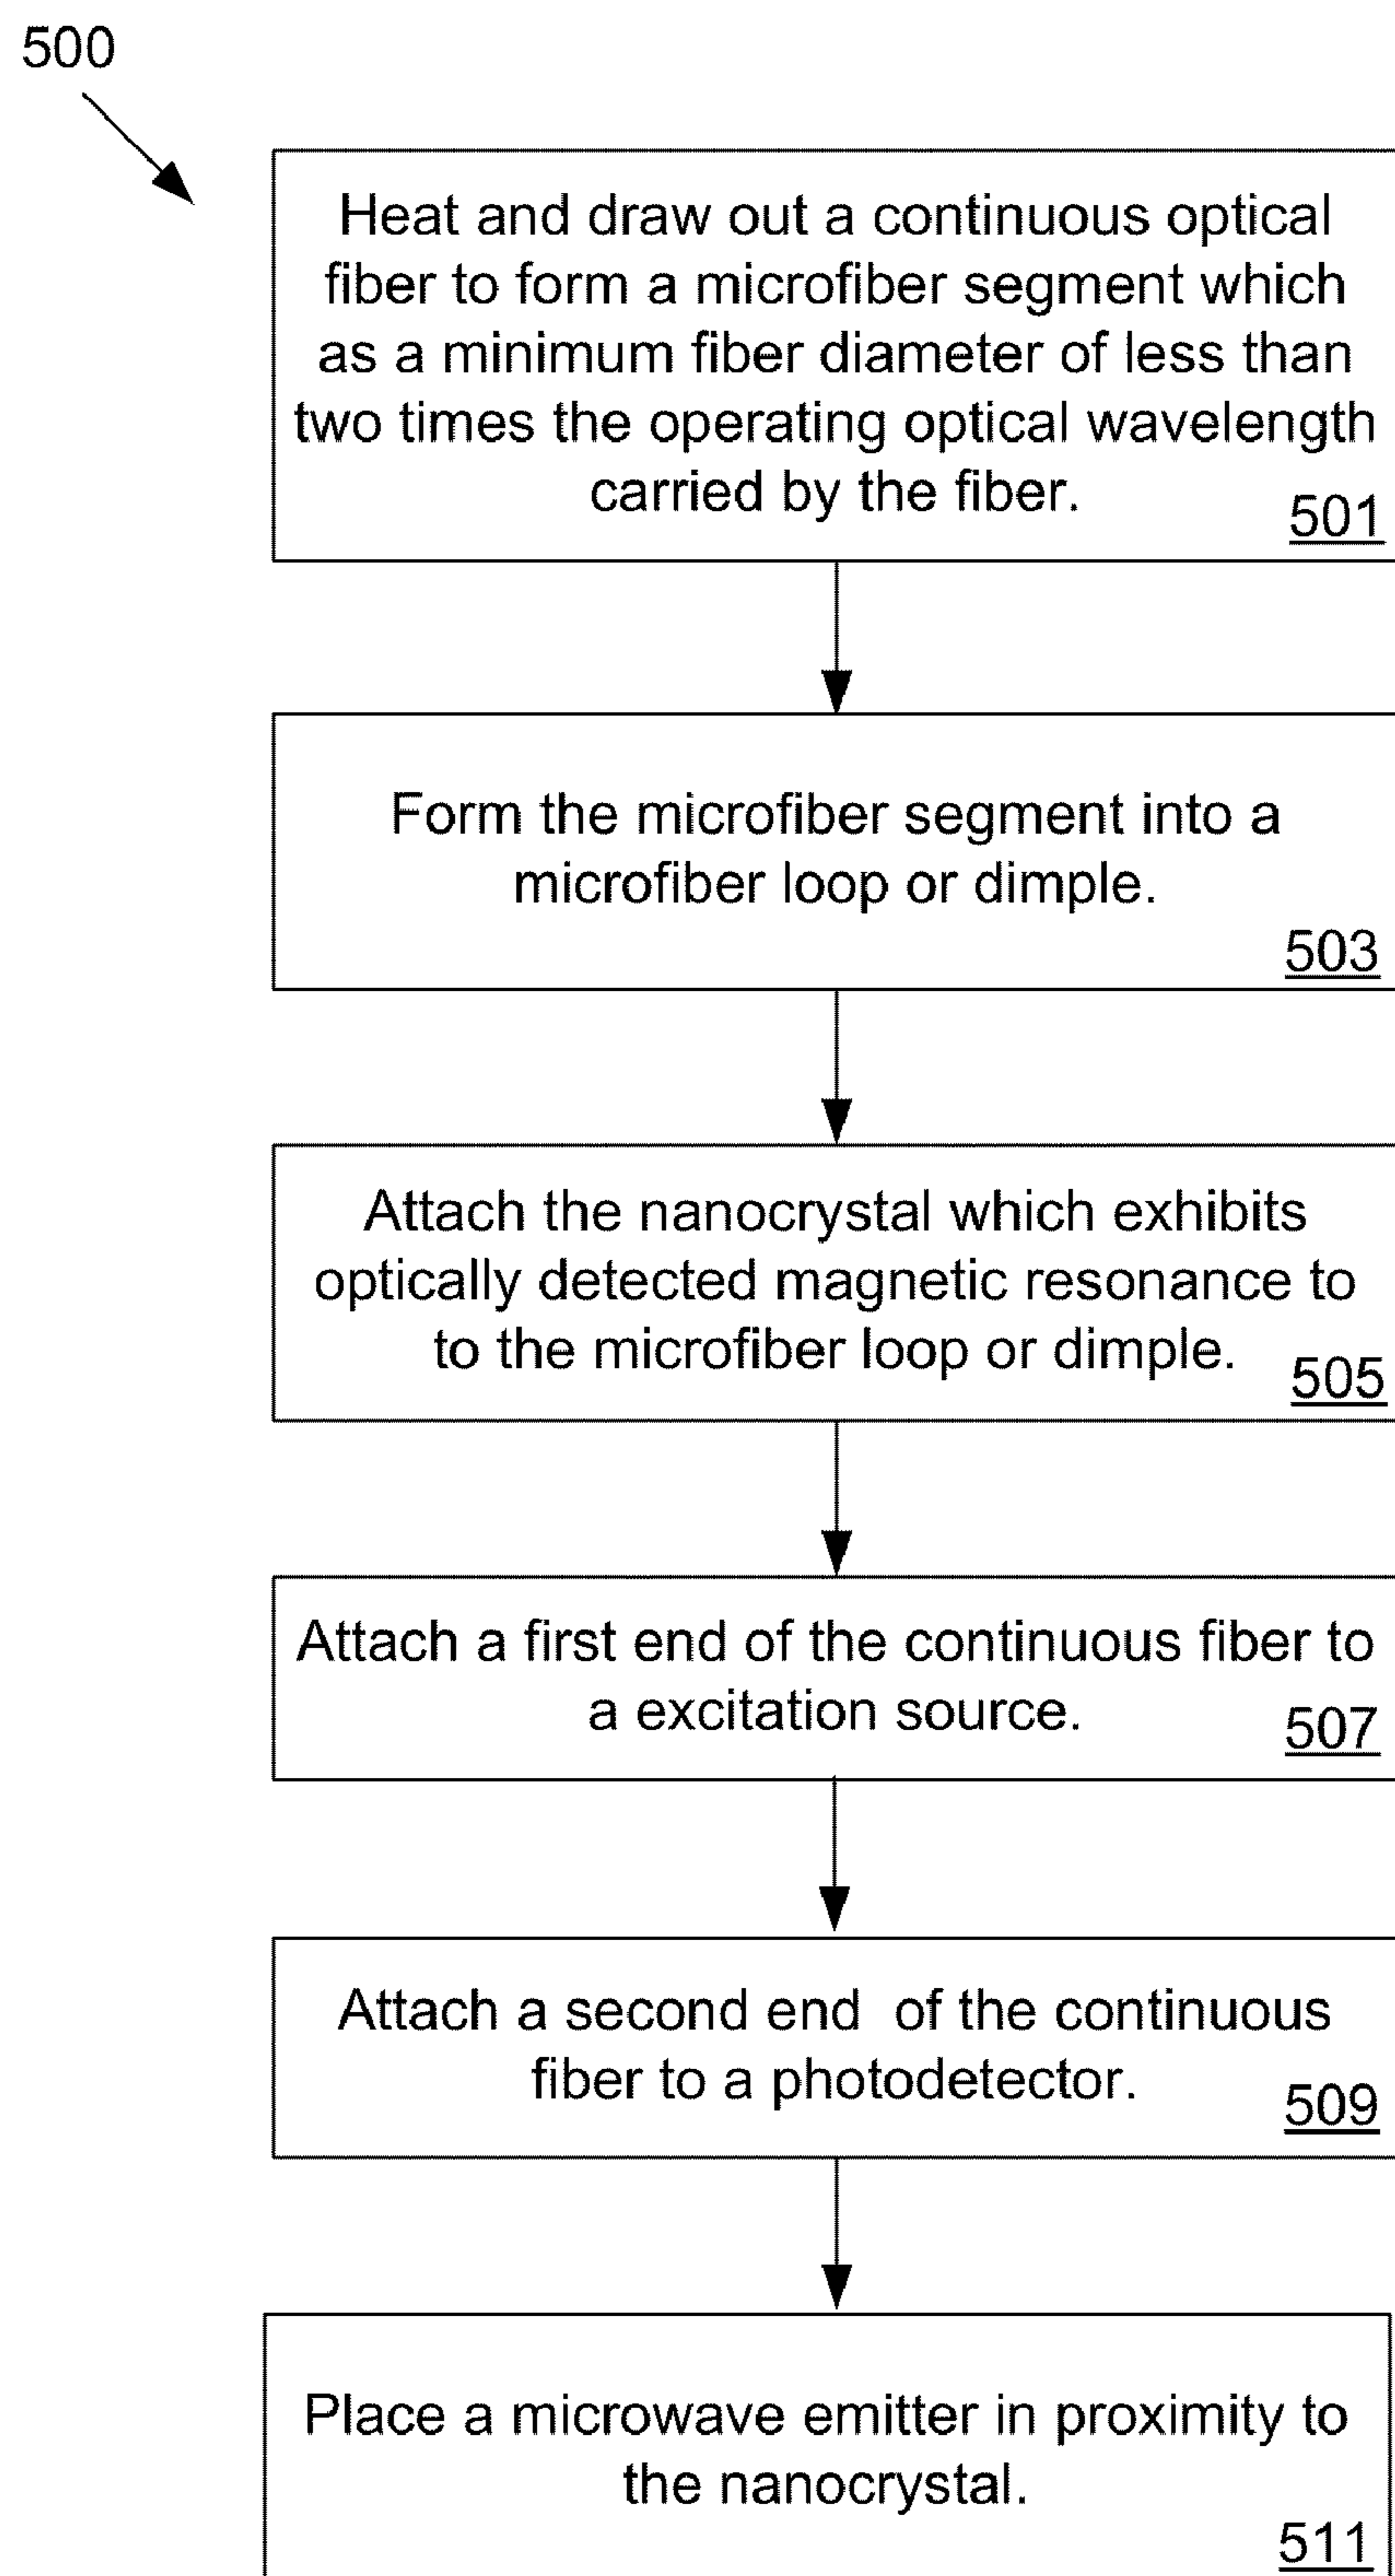 500
Heat and draw out a continuous optical
fiber to form a microfiber segment which
as a minimum fiber diameter of less than
two times the operating optical wavelength
carried by the fiber.
501
Form the microfiber segment into a
microfiber loop or dimple.
503
Attach the nanocrystal which exhibits
optically detected magnetic resonance to
to the microfiber loop or dimple.
505
Attach a first end of the continuous fiber to
a excitation source.
507
Attach a second end of the continuous
fiber to a photodetector.
509
Place a microwave emitter in proximity to
the nanocrystal.
511